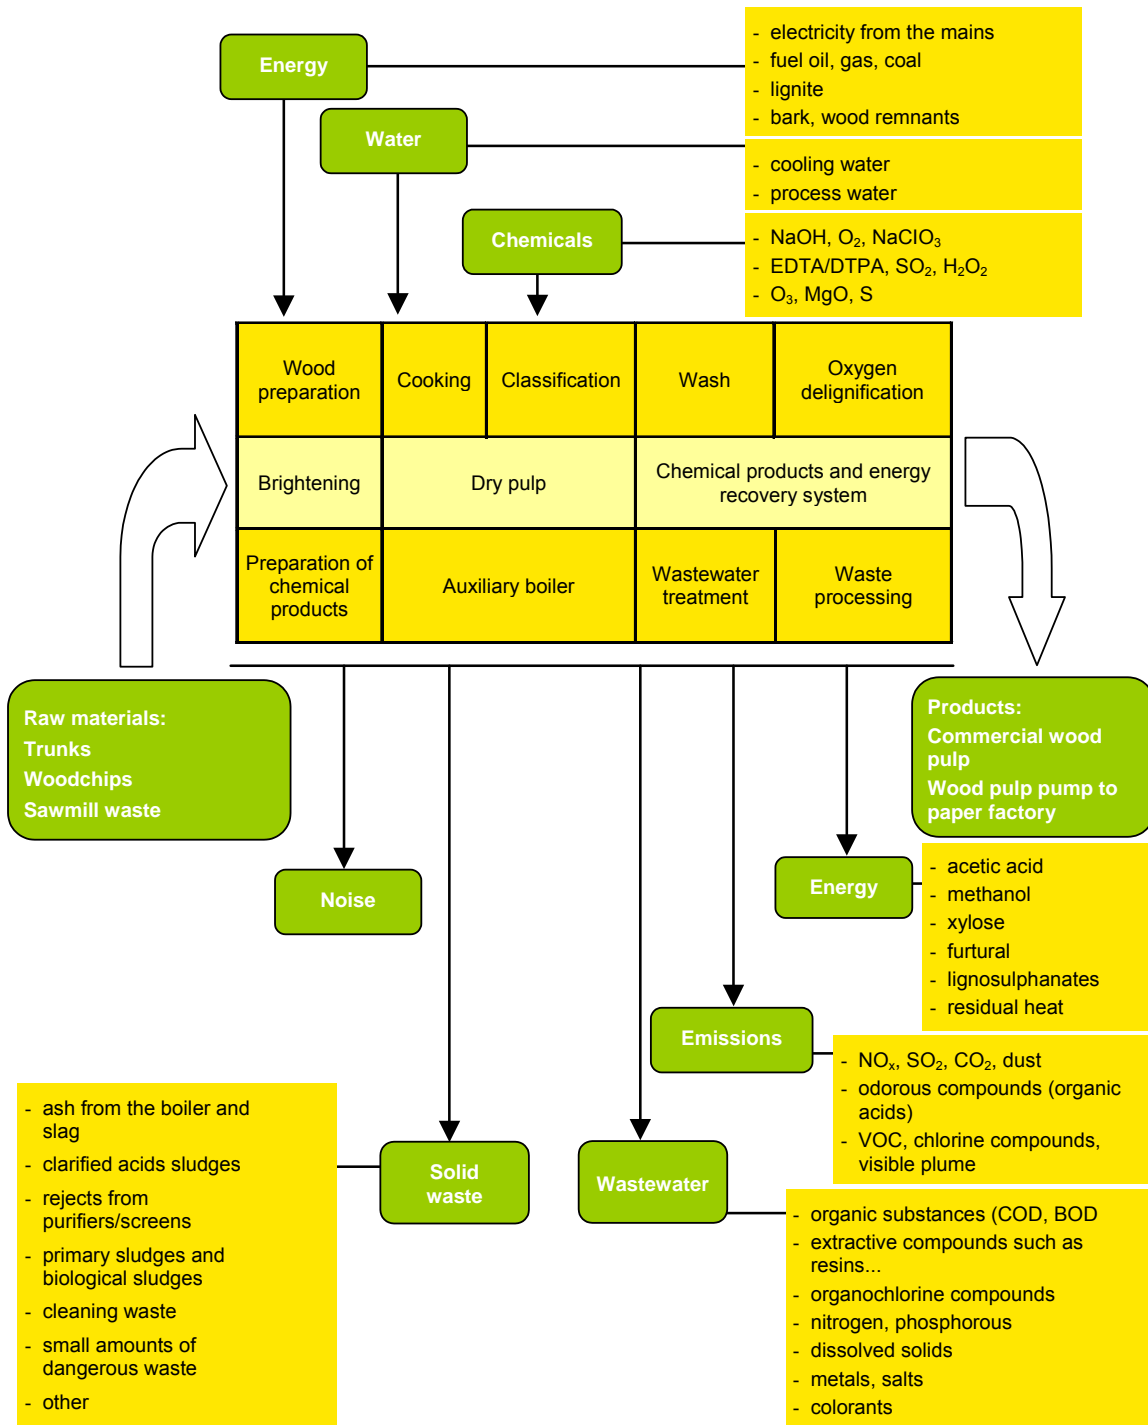 Energy
- electricity from the mains
- fuel oil, gas, coal
- lignite
- bark, wood remnants
Water
- cooling water
- process water
Chemicals
- NaOH, O₂, NaClO₃
- EDTA/DTPA, SO₂, H₂O₂
- O₃, MgO, S
Wood
preparation
Cooking
Classification
Wash
Oxygen
delignification
Brightening
Dry pulp
Chemical products and energy
recovery system
Preparation of
chemical
products
Auxiliary boiler
Wastewater
treatment
Waste
processing
Raw materials:
Trunks
Woodchips
Sawmill waste
Products:
Commercial wood
pulp
Wood pulp pump to
paper factory
Noise
Energy
- acetic acid
- methanol
- xylose
- furtural
- lignosulphanates
- residual heat
Emissions
- NOₓ, SO₂, CO₂, dust
- odorous compounds (organic
acids)
- VOC, chlorine compounds,
visible plume
- ash from the boiler and
slag
- clarified acids sludges
- rejects from
purifiers/screens
- primary sludges and
biological sludges
- cleaning waste
- small amounts of
dangerous waste
- other
Solid
waste
Wastewater
- organic substances (COD, BOD
- extractive compounds such as
resins...
- organochlorine compounds
- nitrogen, phosphorous
- dissolved solids
- metals, salts
- colorants